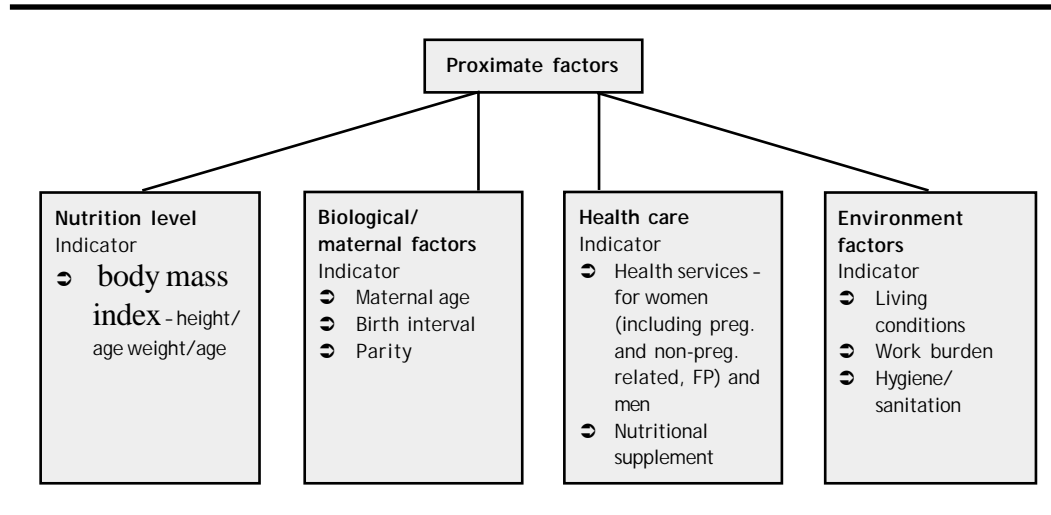 Proximate factors
Nutrition level
Indicator
➲ body mass
index – height/
age weight/age
Biological/
maternal factors
Indicator
➲ Maternal age
➲ Birth interval
➲ Parity
Health care
Indicator
➲ Health services –
for women
(including preg.
and non-preg.
related, FP) and
men
➲ Nutritional
supplement
Environment
factors
Indicator
➲ Living
conditions
➲ Work burden
➲ Hygiene/
sanitation